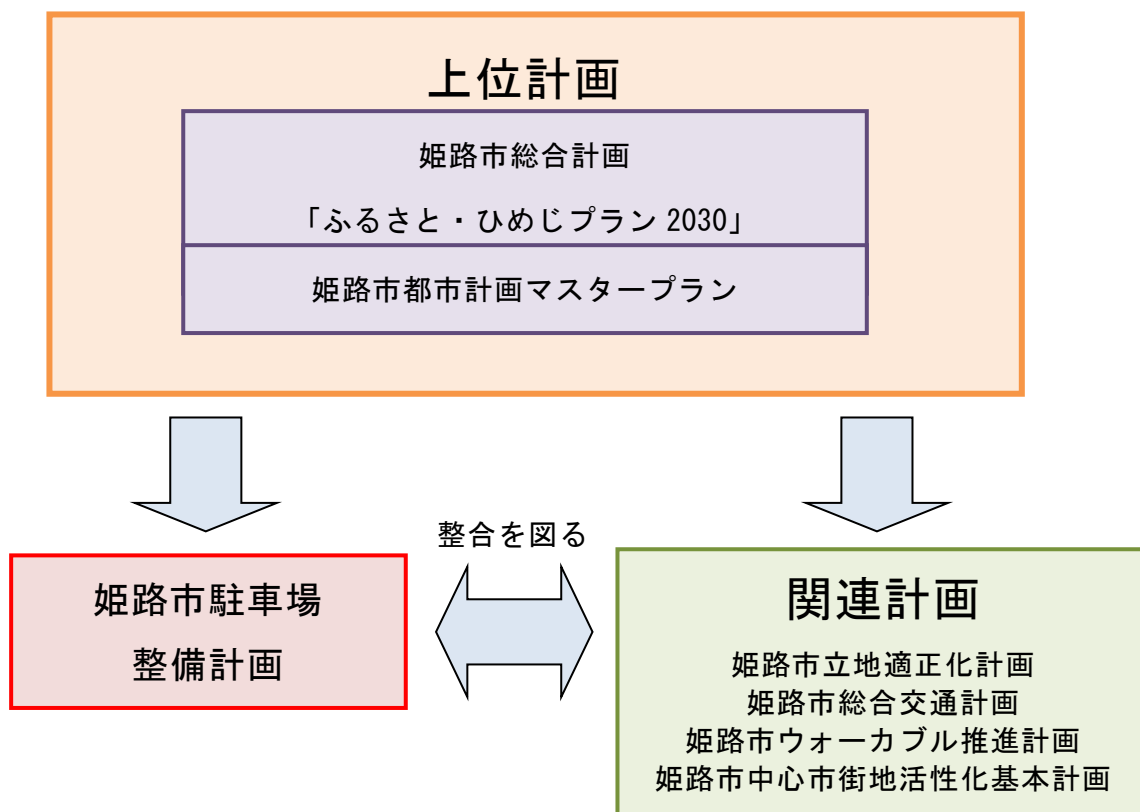 上位計画
姫路市総合計画
「ふるさと・ひめじプラン 2030」
姫路市都市計画マスタープラン
整合を図る
姫路市駐車場
整備計画
関連計画
姫路市立地適正化計画
姫路市総合交通計画
姫路市ウォーカブル推進計画
姫路市中心市街地活性化基本計画